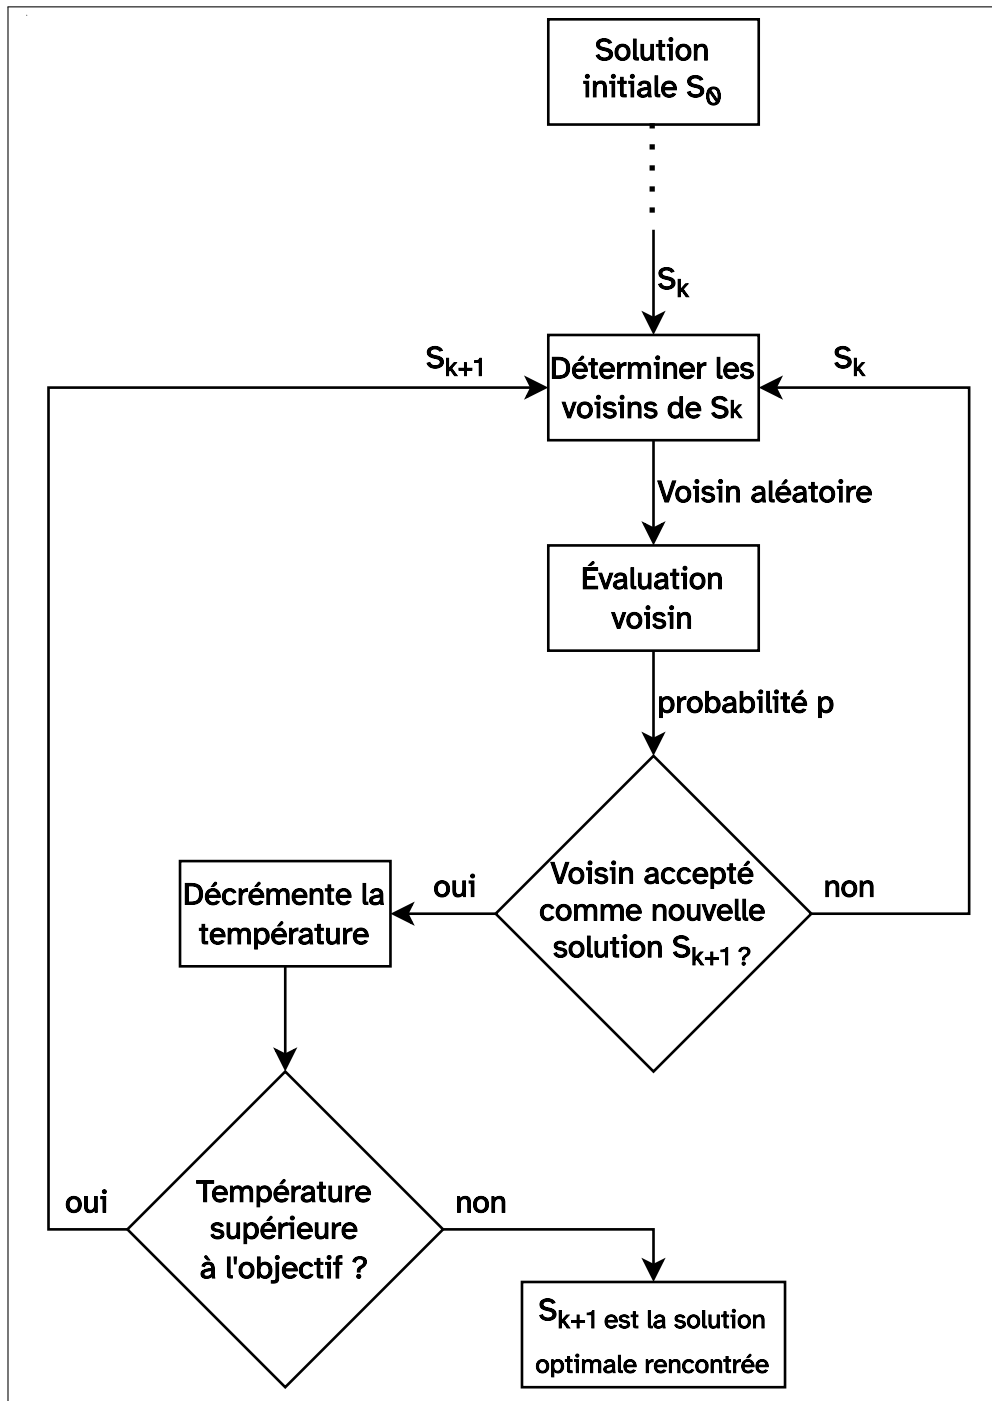 Solution
initiale S0
Sk
Sk+1
Déterminer les
voisins de Sk
Sk
Voisin aléatoire
Évaluation
voisin
probabilité p
Voisin accepté
comme nouvelle
solution Sk+1 ?
oui
non
Décrémente la
température
Température
supérieure
à l'objectif ?
oui
non
Sk+1 est la solution
optimale rencontrée